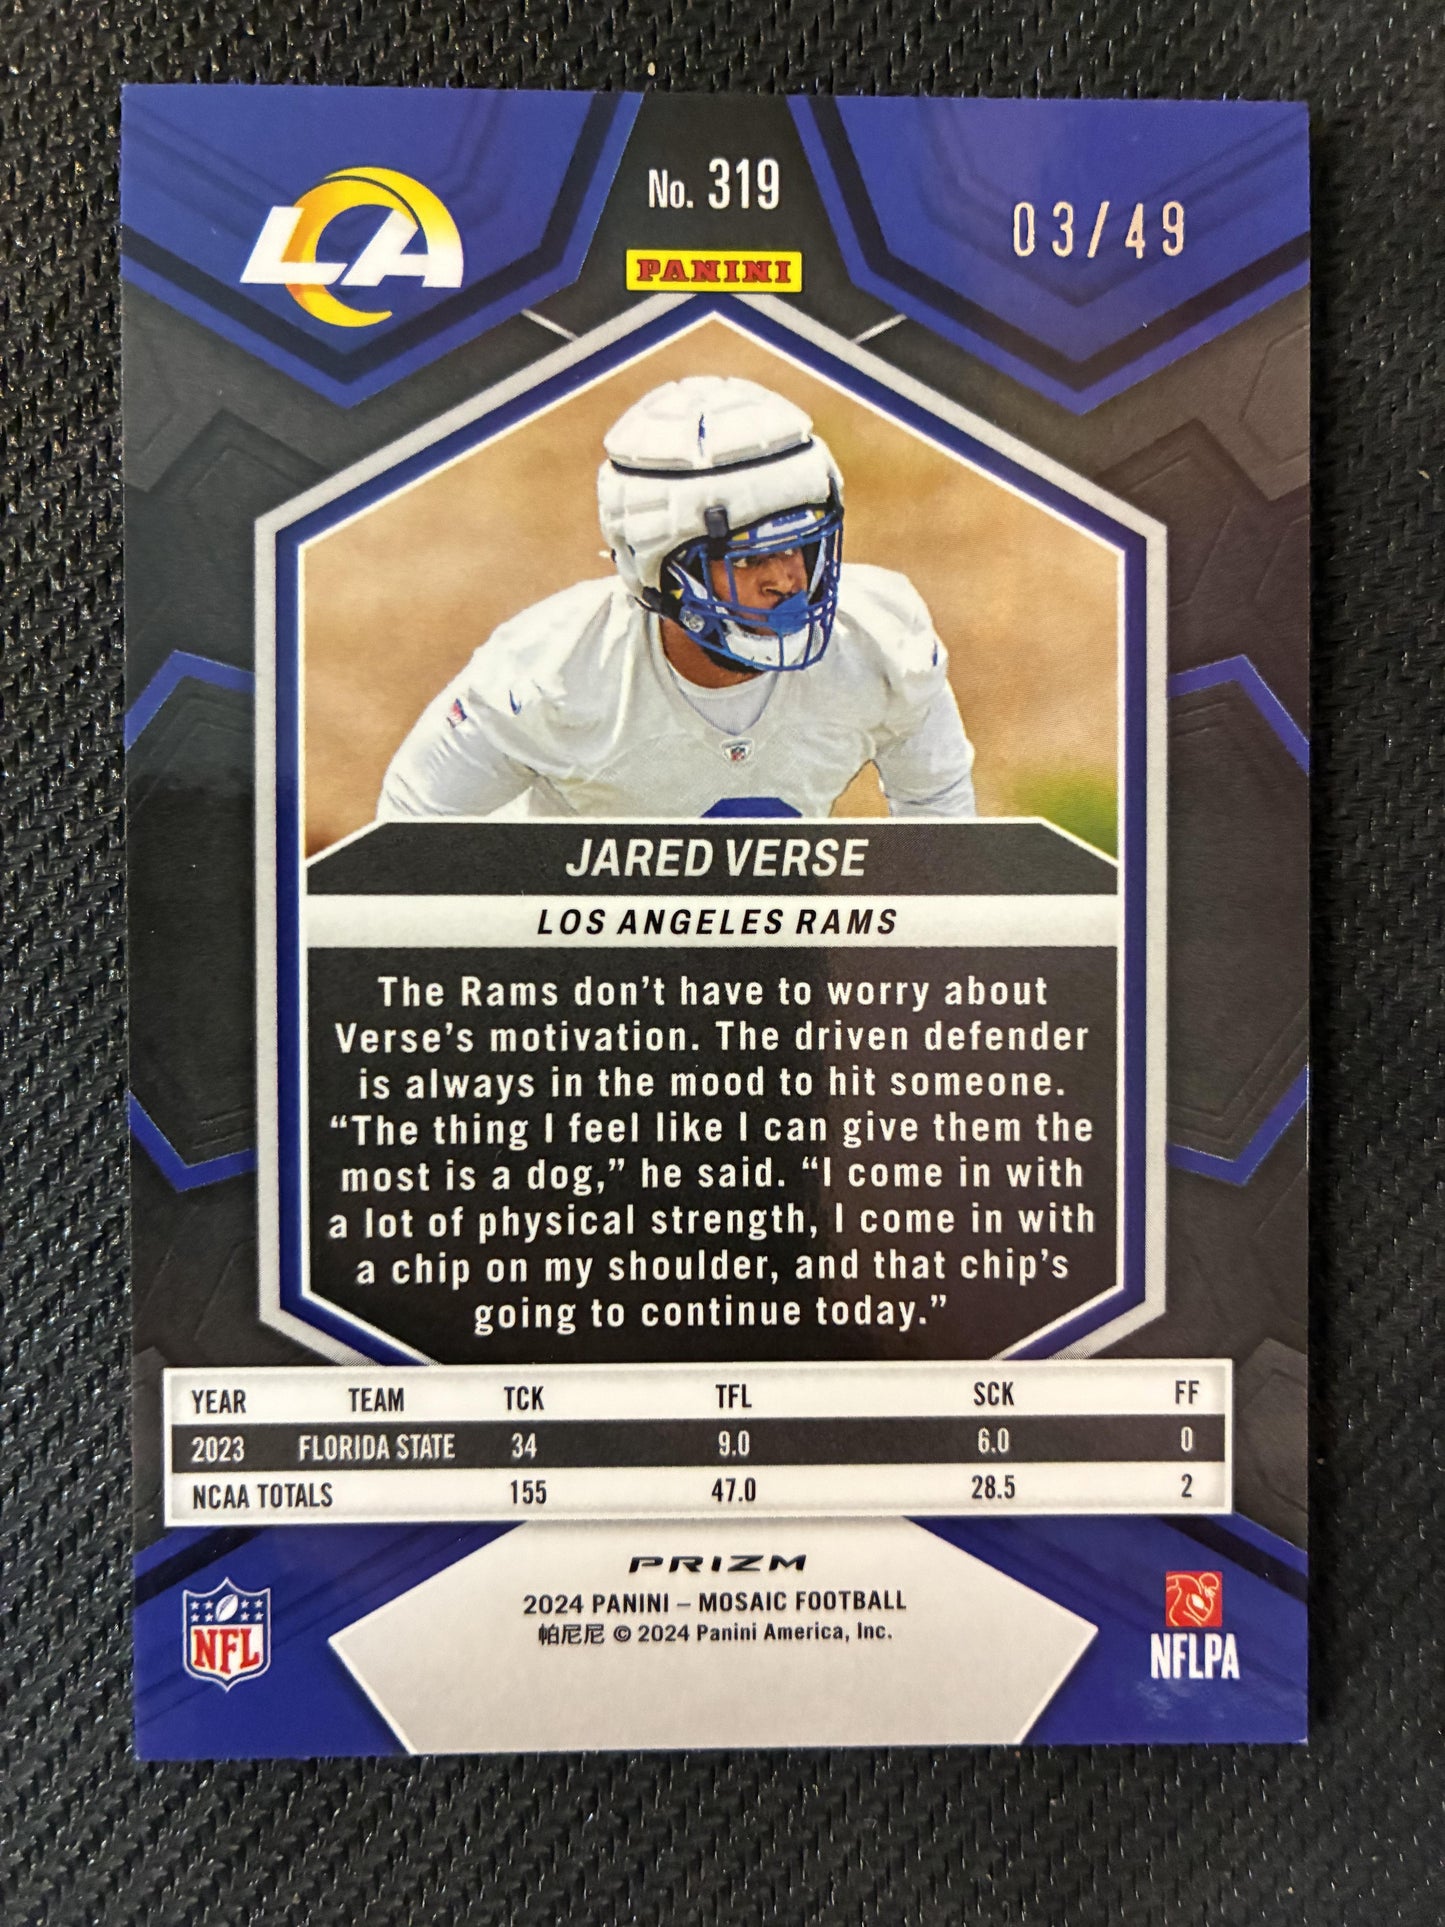 LA
No. 319
03/49
PANINI
JARED VERSE
LOS ANGELES RAMS
The Rams don't have to worry about
Verse's motivation. The driven defender
is always in the mood to hit someone.
“The thing I feel like I can give them the
most is a dog,” he said. “I come in with
a lot of physical strength, I come in with
a chip on my shoulder, and that chip's
going to continue today.”
YEAR TEAM TCK TFL SCK FF
2023 FLORIDA STATE 34 9.0 6.0 0
NCAA TOTALS 155 47.0 28.5 2
PRIZM
2024 PANINI – MOSAIC FOOTBALL
帕尼尼 © 2024 Panini America, Inc.
NFL
NFLPA